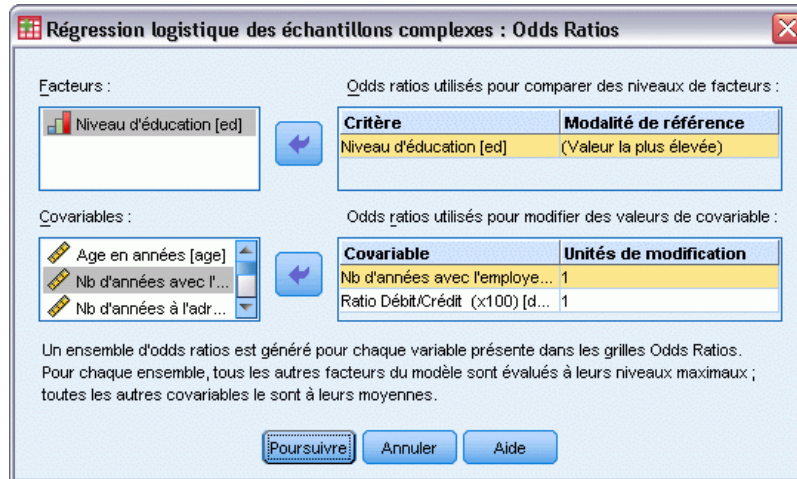 Régression logistique des échantillons complexes : Odds Ratios
Facteurs :
Niveau d'éducation [ed]
Odds ratios utilisés pour comparer des niveaux de facteurs :
Critère Modalité de référence
Niveau d'éducation [ed] (Valeur la plus élevée)
Covariables :
Age en années [age]
Nb d'années avec l'...
Nb d'années à l'adr...
Odds ratios utilisés pour modifier des valeurs de covariable :
Covariable Unités de modification
Nb d'années avec l'employe... 1
Ratio Débit/Crédit (x100) [d... 1
Un ensemble d'odds ratios est généré pour chaque variable présente dans les grilles Odds Ratios.
Pour chaque ensemble, tous les autres facteurs du modèle sont évalués à leurs niveaux maximaux ;
toutes les autres covariables le sont à leurs moyennes.
Poursuivre Annuler Aide